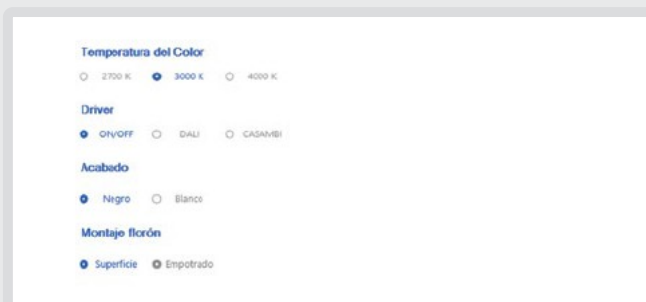 Temperatura del Color
2700 K 3000 K 4000 K
Driver
ON/OFF DALI CASAMBI
Acabado
Negro Blanco
Montaje florón
Superficie Empotrado